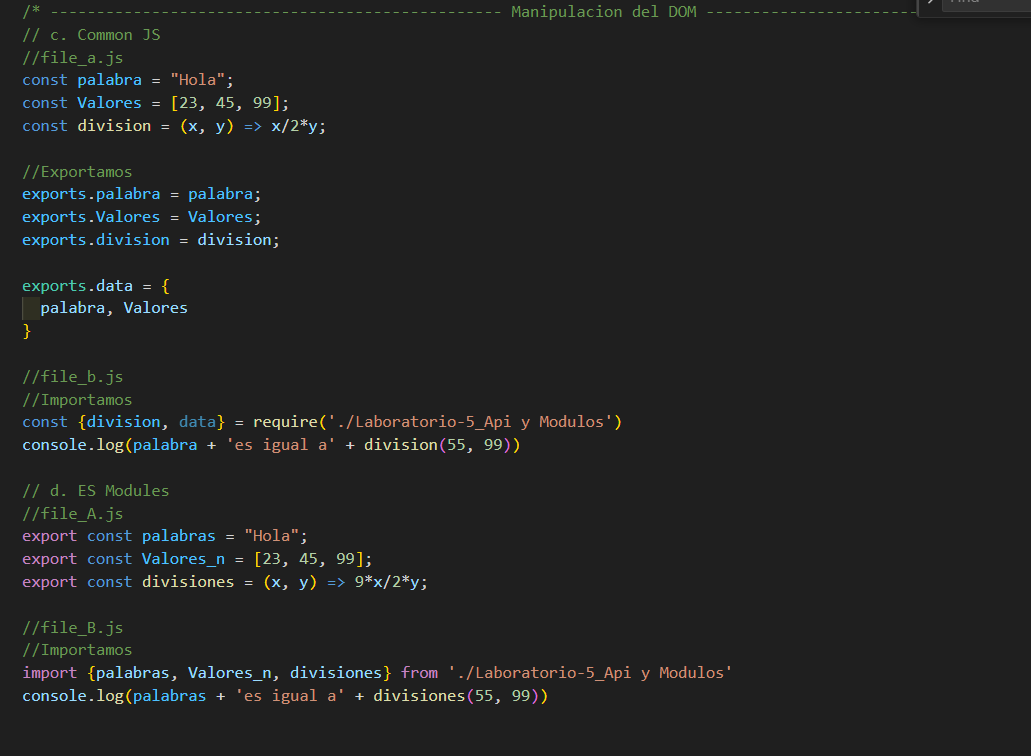 /* ------------------------------------------------- Manipulacion del DOM -----------------------
// c. Common JS
//file_a.js
const palabra = "Hola";
const Valores = [23, 45, 99];
const division = (x, y) => x/2*y;
//Exportamos
exports.palabra = palabra;
exports.Valores = Valores;
exports.division = division;
exports.data = {
palabra, Valores
}
//file_b.js
//Importamos
const {division, data} = require('./Laboratorio-5_Api y Modulos')
console.log(palabra + 'es igual a' + division(55, 99))
// d. ES Modules
//file_A.js
export const palabras = "Hola";
export const Valores_n = [23, 45, 99];
export const divisiones = (x, y) => 9*x/2*y;
//file_B.js
//Importamos
import {palabras, Valores_n, divisiones} from './Laboratorio-5_Api y Modulos'
console.log(palabras + 'es igual a' + divisiones(55, 99))